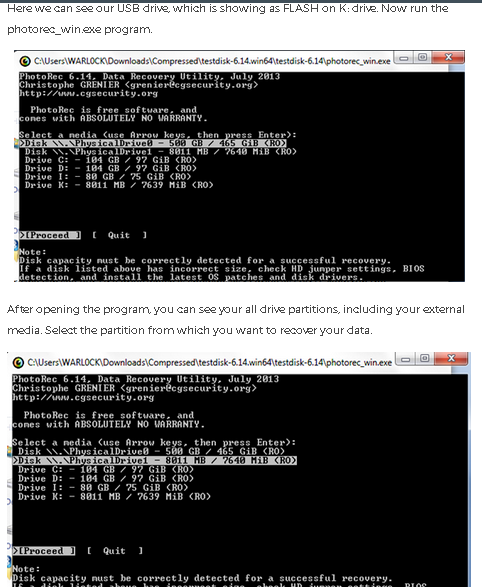 Here we can see our USB drive, which is showing as FLASH on K: drive. Now run the
photorec_win.exe program.
C:\Users\WARL0CK\Downloads\Compressed\testdisk-6.14.win64\testdisk-6.14\photorec_win.exe
PhotoRec 6.14, Data Recovery Utility, July 2013
Christophe GRENIER <grenier@cgsecurity.org>
http://www.cgsecurity.org
PhotoRec is free software, and
comes with ABSOLUTELY NO WARRANTY.
Select a media (use Arrow keys, then press Enter):
>Disk \\.\PhysicalDrive0 - 500 GB / 465 GiB (RO)
Disk \\.\PhysicalDrive1 - 8011 MB / 7640 MiB (RO)
Drive C: - 104 GB / 97 GiB (RO)
Drive D: - 104 GB / 97 GiB (RO)
Drive I: - 80 GB / 75 GiB (RO)
Drive K: - 8011 MB / 7639 MiB (RO)
>[Proceed ] [ Quit ]
Note:
Disk capacity must be correctly detected for a successful recovery.
If a disk listed above has incorrect size, check HD jumper settings, BIOS
detection, and install the latest OS patches and disk drivers.
After opening the program, you can see your all drive partitions, including your external
media. Select the partition from which you want to recover your data.
C:\Users\WARL0CK\Downloads\Compressed\testdisk-6.14.win64\testdisk-6.14\photorec_win.exe
PhotoRec 6.14, Data Recovery Utility, July 2013
Christophe GRENIER <grenier@cgsecurity.org>
http://www.cgsecurity.org
PhotoRec is free software, and
comes with ABSOLUTELY NO WARRANTY.
Select a media (use Arrow keys, then press Enter):
Disk \\.\PhysicalDrive0 - 500 GB / 465 GiB (RO)
>Disk \\.\PhysicalDrive1 - 8011 MB / 7640 MiB (RO)
Drive C: - 104 GB / 97 GiB (RO)
Drive D: - 104 GB / 97 GiB (RO)
Drive I: - 80 GB / 75 GiB (RO)
Drive K: - 8011 MB / 7639 MiB (RO)
>[Proceed ] [ Quit ]
Note:
Disk capacity must be correctly detected for a successful recovery.